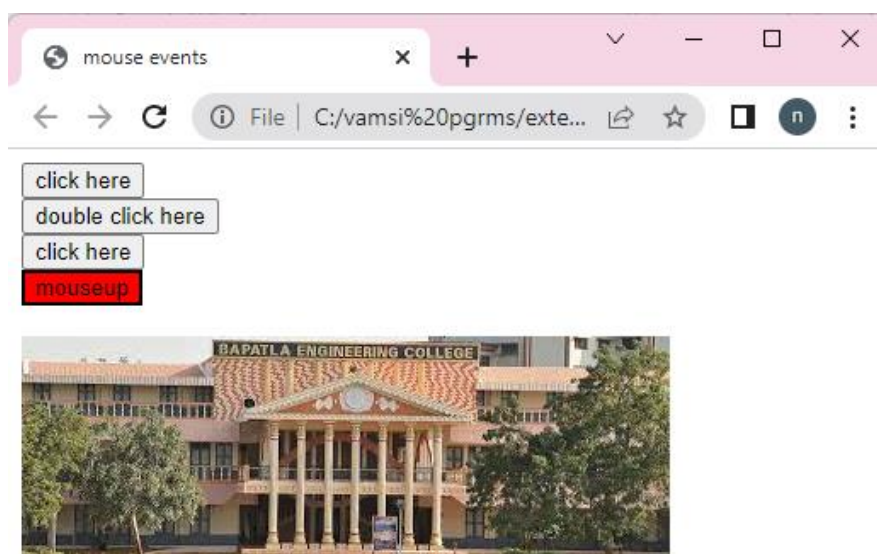 mouse events
File C:/vamsi%20pgrms/exte...
n
click here
double click here
click here
mouseup
BAPATLA ENGINEERING COLLEGE